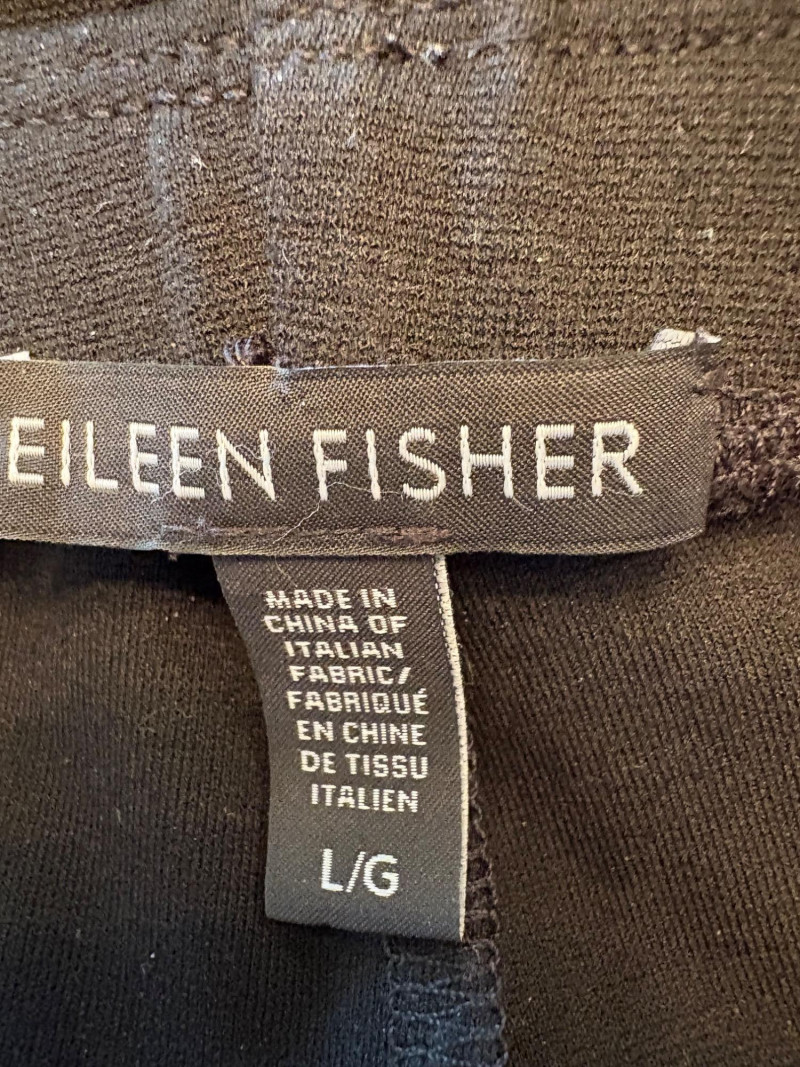 EILEEN FISHER
MADE IN
CHINA OF
ITALIAN
FABRIC/
FABRIQUÉ
EN CHINE
DE TISSU
ITALIEN
L/G